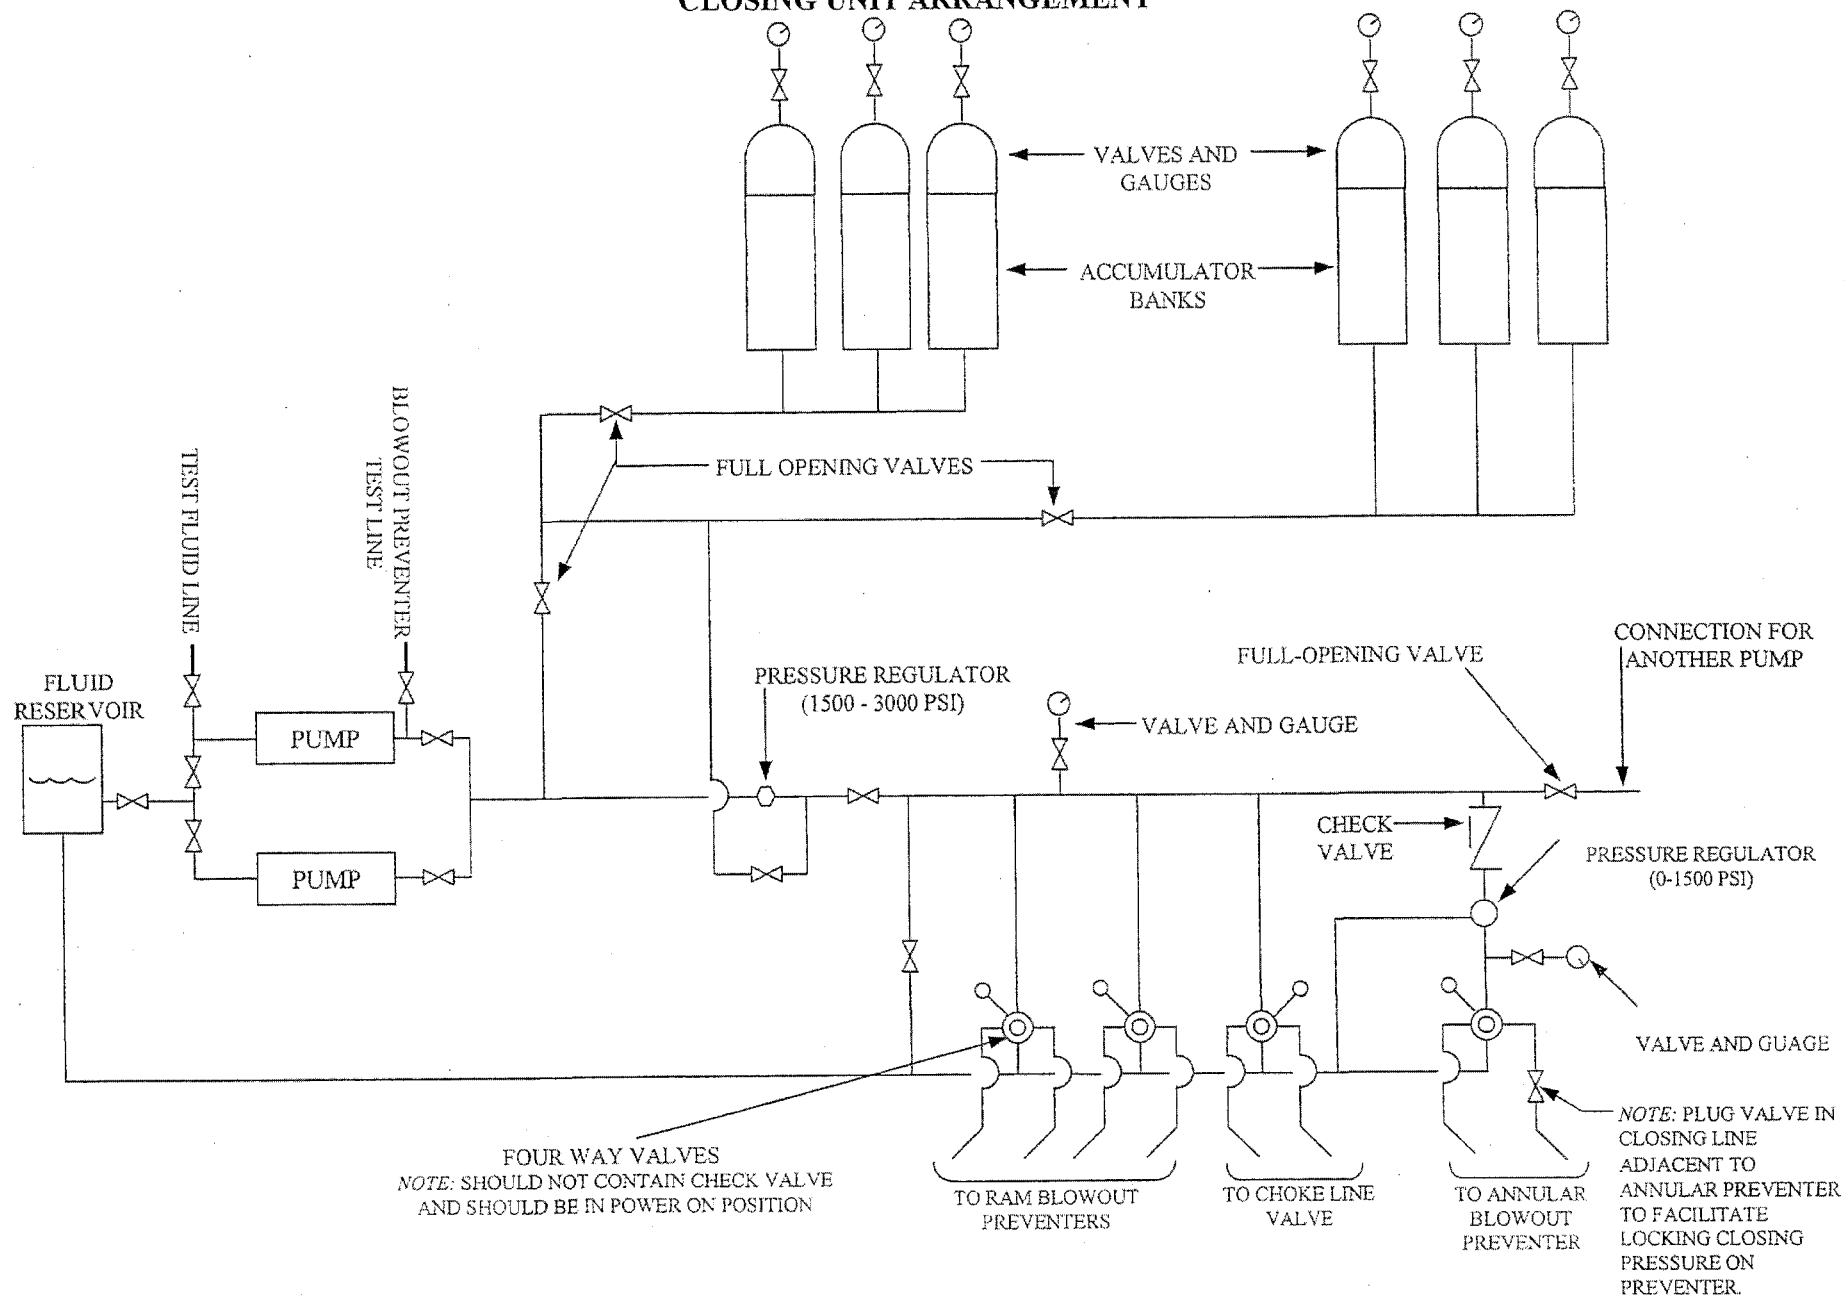 CLOSING UNIT ARRANGEMENT
VALVES AND
GAUGES
ACCUMULATOR
BANKS
FULL OPENING VALVES
TEST FLUID LINE
BLOWOUT PREVENTER
TEST LINE
FLUID
RESERVOIR
PUMP
PUMP
PRESSURE REGULATOR
(1500 - 3000 PSI)
VALVE AND GAUGE
FULL-OPENING VALVE
CONNECTION FOR
ANOTHER PUMP
CHECK
VALVE
PRESSURE REGULATOR
(0-1500 PSI)
VALVE AND GUAGE
FOUR WAY VALVES
NOTE: SHOULD NOT CONTAIN CHECK VALVE
AND SHOULD BE IN POWER ON POSITION
TO RAM BLOWOUT
PREVENTERS
TO CHOKE LINE
VALVE
TO ANNULAR
BLOWOUT
PREVENTER
NOTE: PLUG VALVE IN
CLOSING LINE
ADJACENT TO
ANNULAR PREVENTER
TO FACILITATE
LOCKING CLOSING
PRESSURE ON
PREVENTER.